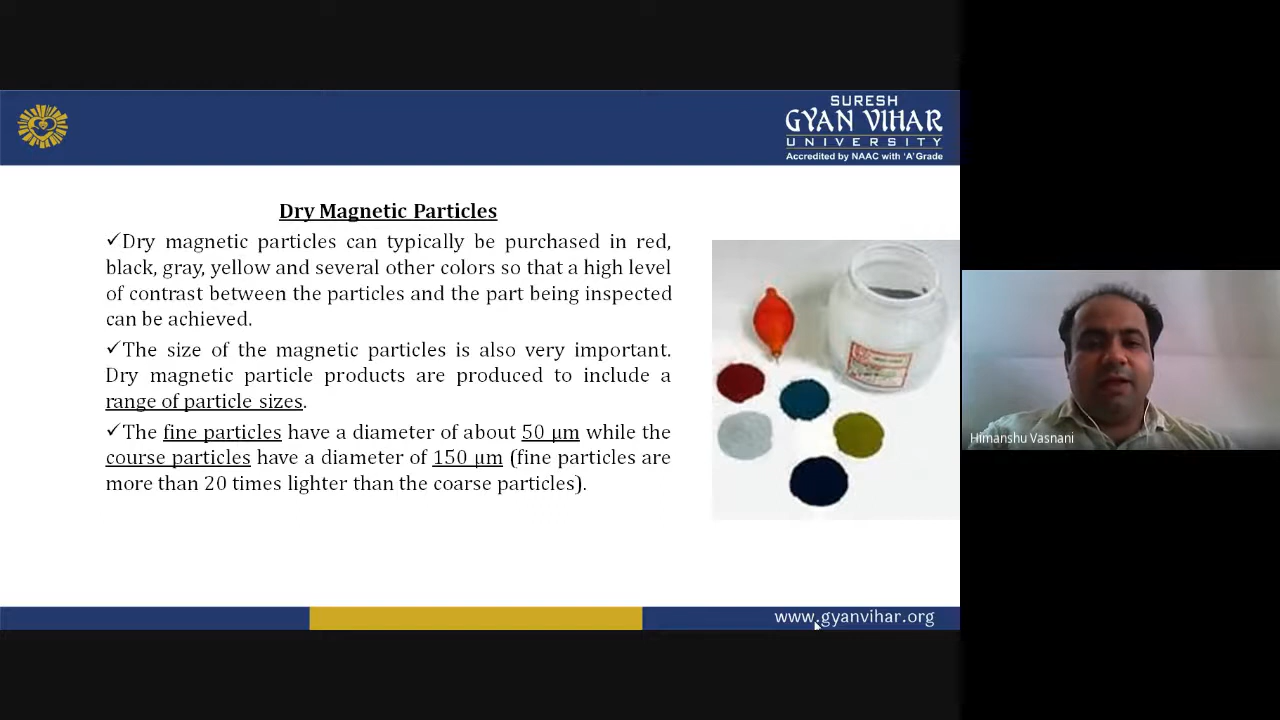 SURESH
GYAN VIHAR
UNIVERSITY
Accredited by NAAC with 'A' Grade
Dry Magnetic Particles
✓Dry magnetic particles can typically be purchased in red,
black, gray, yellow and several other colors so that a high level
of contrast between the particles and the part being inspected
can be achieved.
✓The size of the magnetic particles is also very important.
Dry magnetic particle products are produced to include a
range of particle sizes.
✓The fine particles have a diameter of about 50 µm while the
course particles have a diameter of 150 µm (fine particles are
more than 20 times lighter than the coarse particles).
Himanshu Vasnani
www.gyanvihar.org